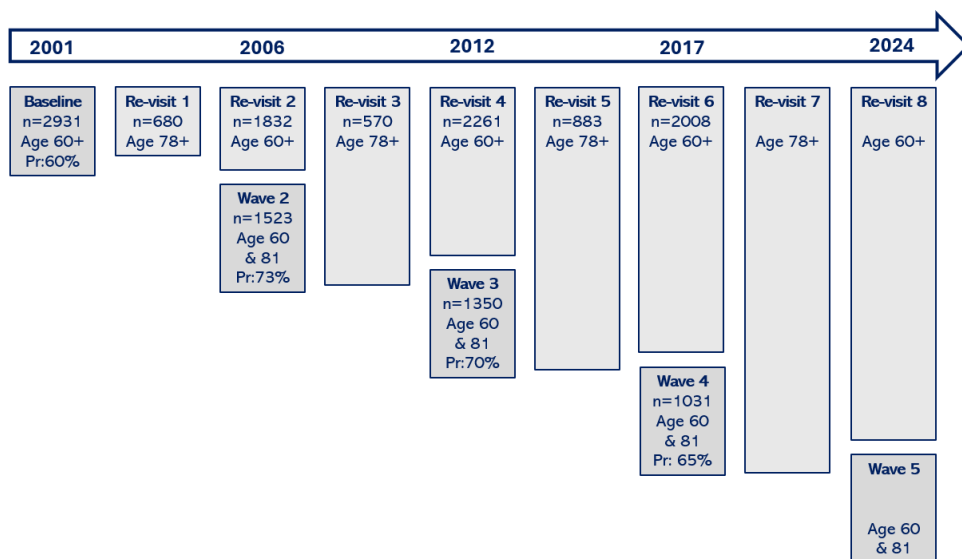 2001
2006
2012
2017
2024
Baseline
n=2931
Age 60+
Pr:60%
Re-visit 1
n=680
Age 78+
Re-visit 2
n=1832
Age 60+
Wave 2
n=1523
Age 60
& 81
Pr:73%
Re-visit 3
n=570
Age 78+
Re-visit 4
n=2261
Age 60+
Wave 3
n=1350
Age 60
& 81
Pr:70%
Re-visit 5
n=883
Age 78+
Re-visit 6
n=2008
Age 60+
Wave 4
n=1031
Age 60
& 81
Pr: 65%
Re-visit 7
Age 78+
Re-visit 8
Age 60+
Wave 5
Age 60
& 81